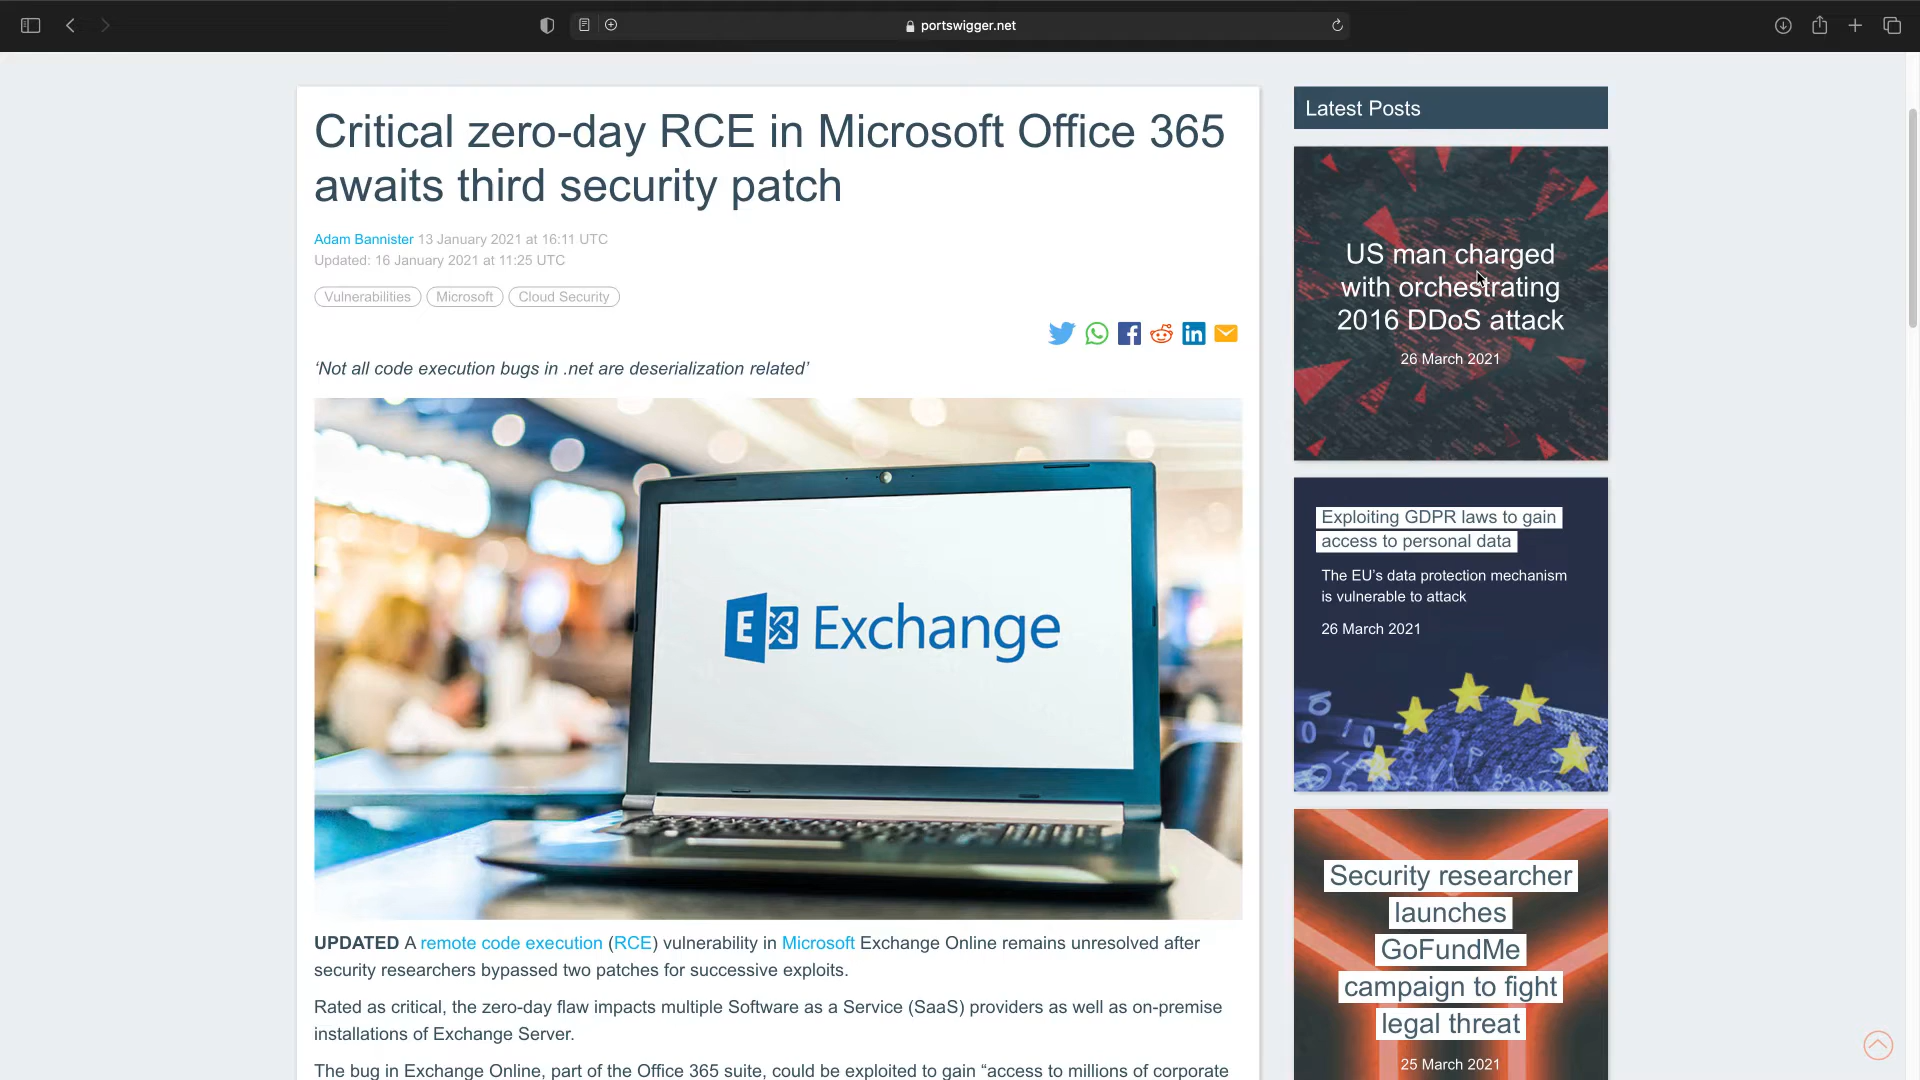 portswigger.net
Critical zero-day RCE in Microsoft Office 365
awaits third security patch
Adam Bannister 13 January 2021 at 16:11 UTC
Updated: 16 January 2021 at 11:25 UTC
Vulnerabilities Microsoft Cloud Security
‘Not all code execution bugs in .net are deserialization related’
E Exchange
UPDATED A remote code execution (RCE) vulnerability in Microsoft Exchange Online remains unresolved after
security researchers bypassed two patches for successive exploits.
Rated as critical, the zero-day flaw impacts multiple Software as a Service (SaaS) providers as well as on-premise
installations of Exchange Server.
The bug in Exchange Online, part of the Office 365 suite, could be exploited to gain “access to millions of corporate
Latest Posts
US man charged
with orchestrating
2016 DDoS attack
26 March 2021
Exploiting GDPR laws to gain
access to personal data
The EU’s data protection mechanism
is vulnerable to attack
26 March 2021
Security researcher
launches
GoFundMe
campaign to fight
legal threat
25 March 2021